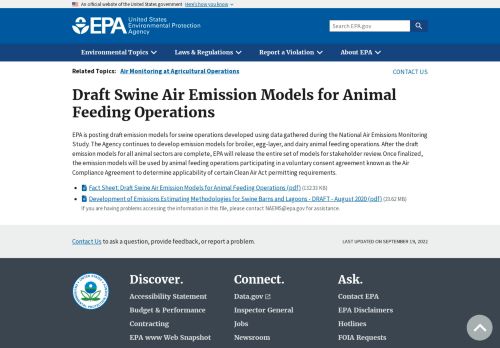 An official website of the United States government Here's how you know
EPA United States
Environmental Protection
Agency
Search EPA.gov
Environmental Topics Laws & Regulations Report a Violation About EPA
Related Topics: Air Monitoring at Agricultural Operations
CONTACT US
Draft Swine Air Emission Models for Animal
Feeding Operations
EPA is posting draft emission models for swine operations developed using data gathered during the National Air Emissions Monitoring
Study. The Agency continues to develop emission models for broiler, egg-layer, and dairy animal feeding operations. After the draft
emission models for all animal sectors are complete, EPA will release the entire set of models for stakeholder review. Once finalized,
the emission models will be used by animal feeding operations participating in a voluntary consent agreement known as the Air
Compliance Agreement to determine applicability of certain Clean Air Act permitting requirements.
Fact Sheet: Draft Swine Air Emission Models for Animal Feeding Operations (pdf) (132.33 KB)
Development of Emissions Estimating Methodologies for Swine Barns and Lagoons - DRAFT - August 2020 (pdf) (23.62 MB)
If you are having problems accessing the information in this file, please contact NAEMS@epa.gov for assistance.
Contact Us to ask a question, provide feedback, or report a problem.
LAST UPDATED ON SEPTEMBER 19, 2022
Discover. Connect. Ask.
Accessibility Statement Data.gov Contact EPA
Budget & Performance Inspector General EPA Disclaimers
Contracting Jobs Hotlines
EPA www Web Snapshot Newsroom FOIA Requests